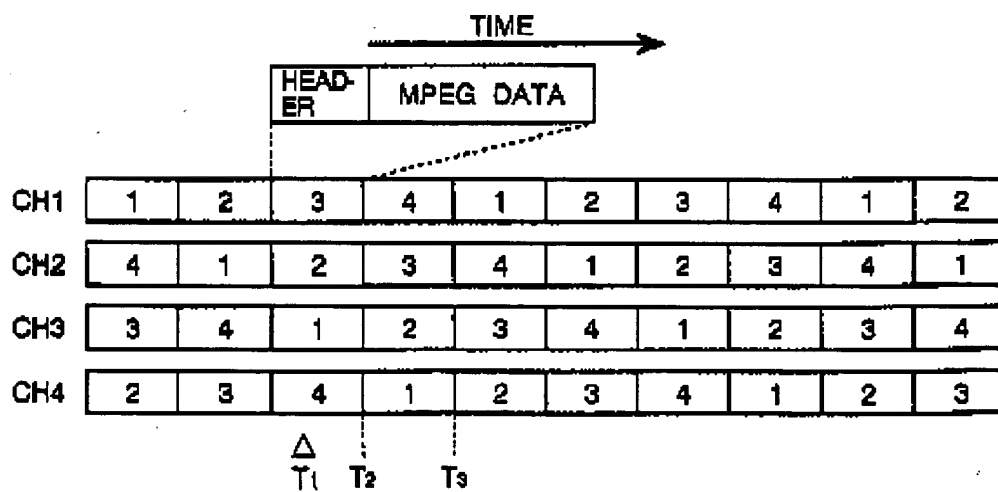 TIME
HEAD-
ER
MPEG DATA
CH1 1 2 3 4 1 2 3 4 1 2
CH2 4 1 2 3 4 1 2 3 4 1
CH3 3 4 1 2 3 4 1 2 3 4
CH4 2 3 4 1 2 3 4 1 2 3
T1 T2 T3